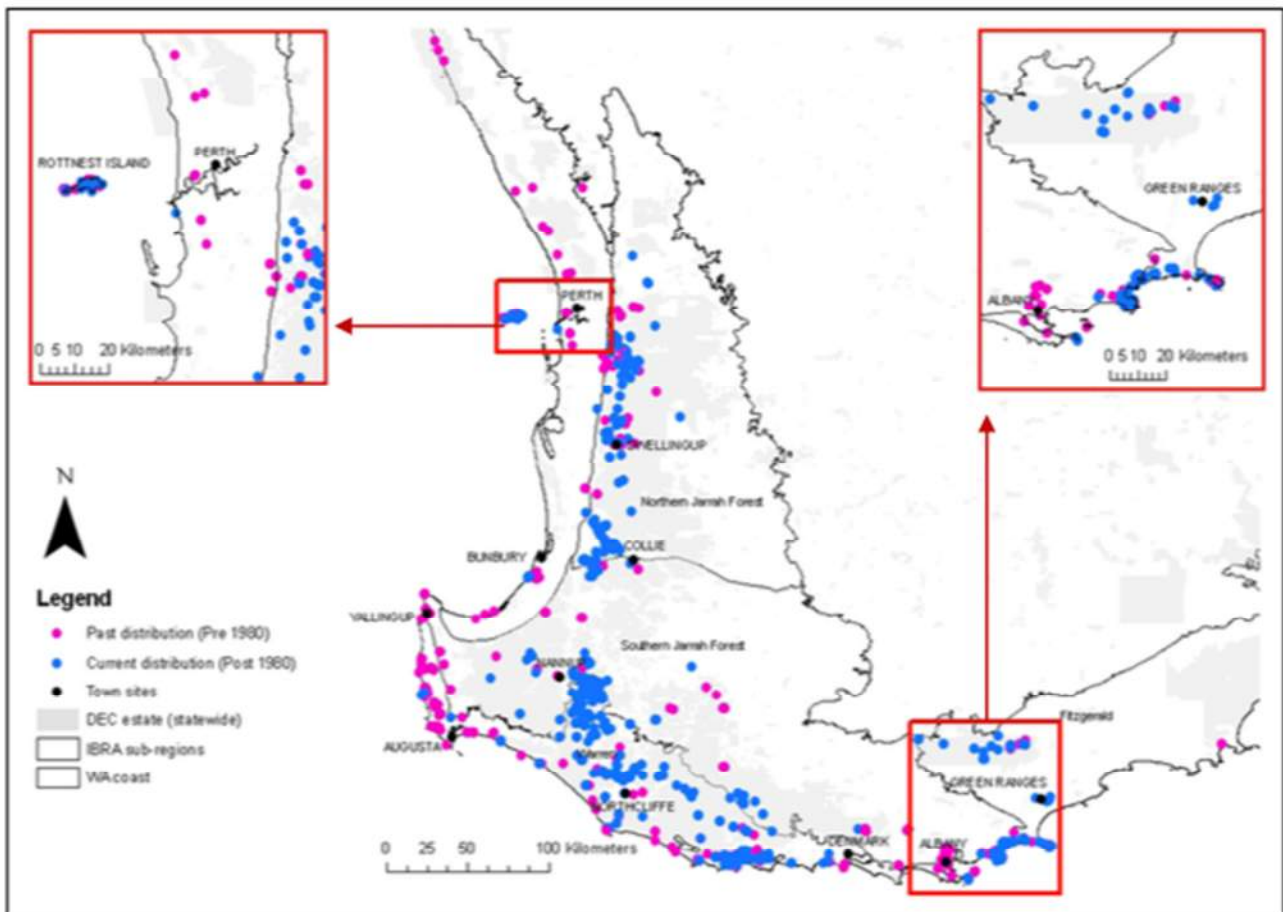 ROTTNEST ISLAND
PERTH
0 5 10 20 Kilometers
PERTH
GREEN RANGES
ALBANY
0 5 10 20 Kilometers
Northern Jarrah Forest
BUNBURY
COLLIE
YALLINGUP
Southern Jarrah Forest
NANNUP
AUGUSTA
Warren
NORTHCLIFFE
Fitzgerald
GREEN RANGES
DENMARK
ALBANY
0 25 50 100 Kilometers
N
Legend
Past distribution (Pre 1980)
Current distribution (Post 1980)
Town sites
DEC estate (statewide)
IBRA sub-regions
WA coast